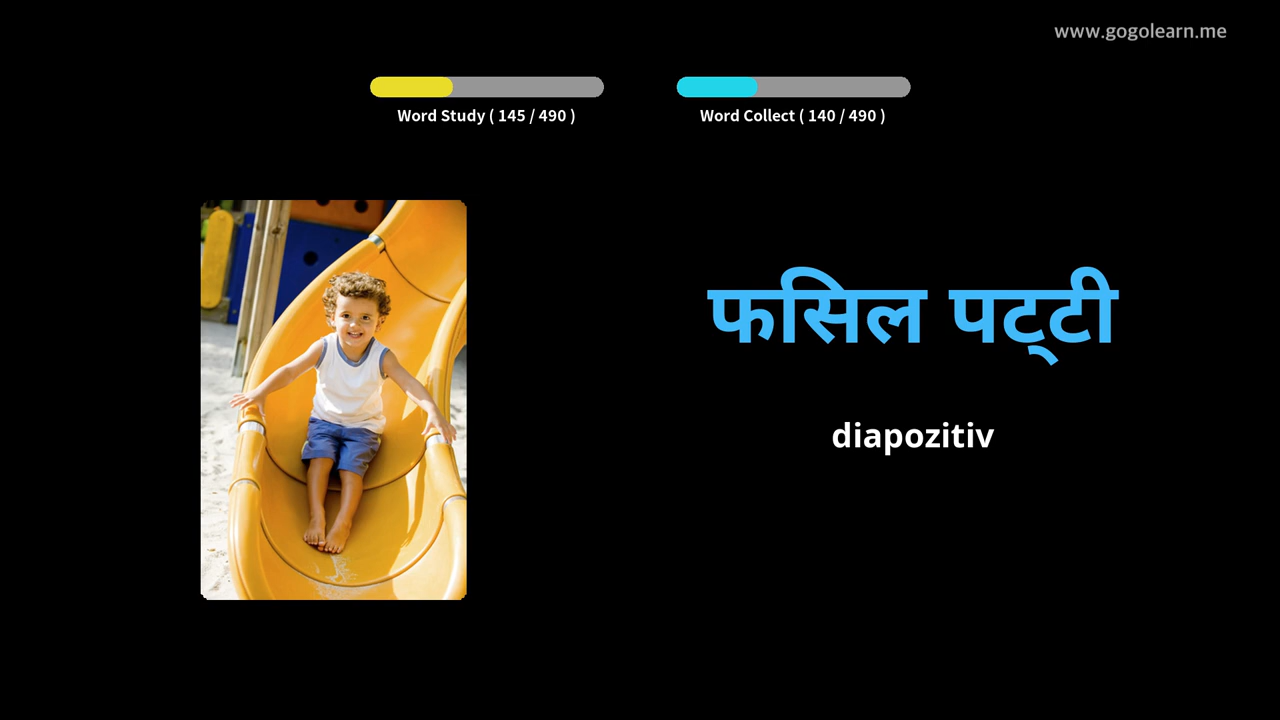 www.gogolearn.me
Word Study ( 145 / 490 )
Word Collect ( 140 / 490 )
फसिल पट्टी
diapozitiv